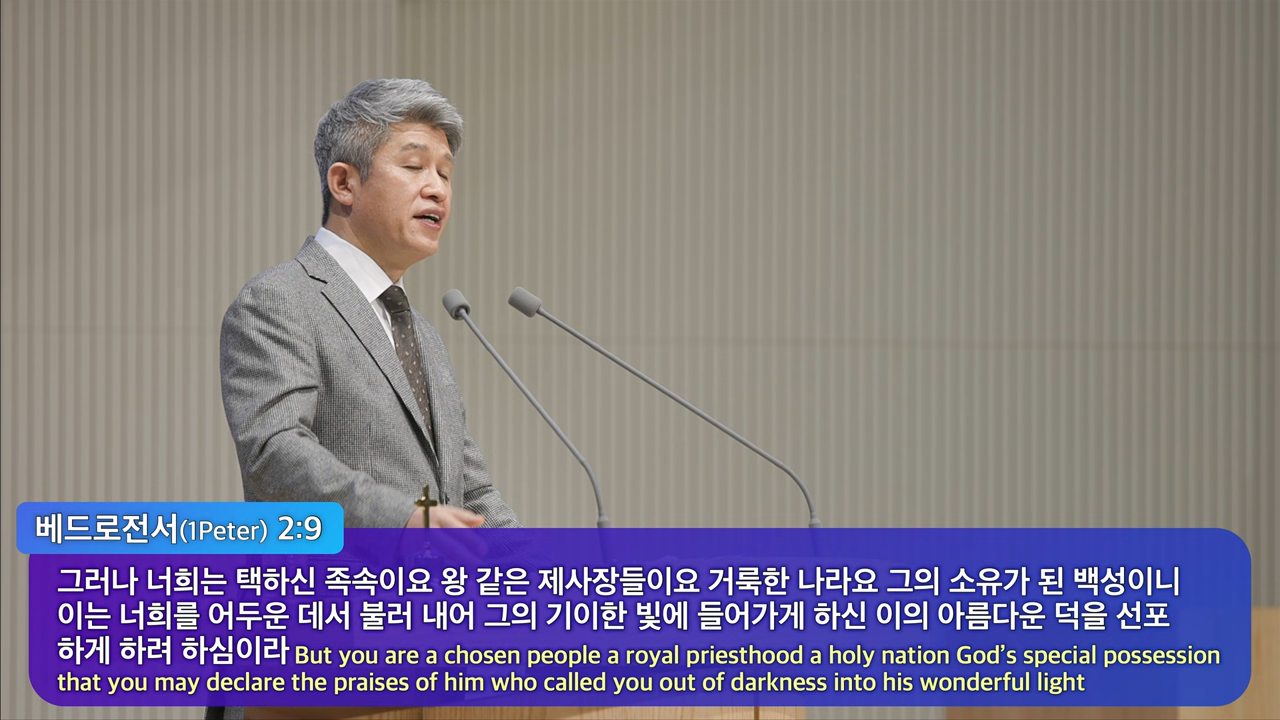 베드로전서(1Peter) 2:9
그러나 너희는 택하신 족속이요 왕 같은 제사장들이요 거룩한 나라요 그의 소유가 된 백성이니
이는 너희를 어두운 데서 불러 내어 그의 기이한 빛에 들어가게 하신 이의 아름다운 덕을 선포
하게 하려 하심이라 But you are a chosen people a royal priesthood a holy nation God’s special possession
that you may declare the praises of him who called you out of darkness into his wonderful light